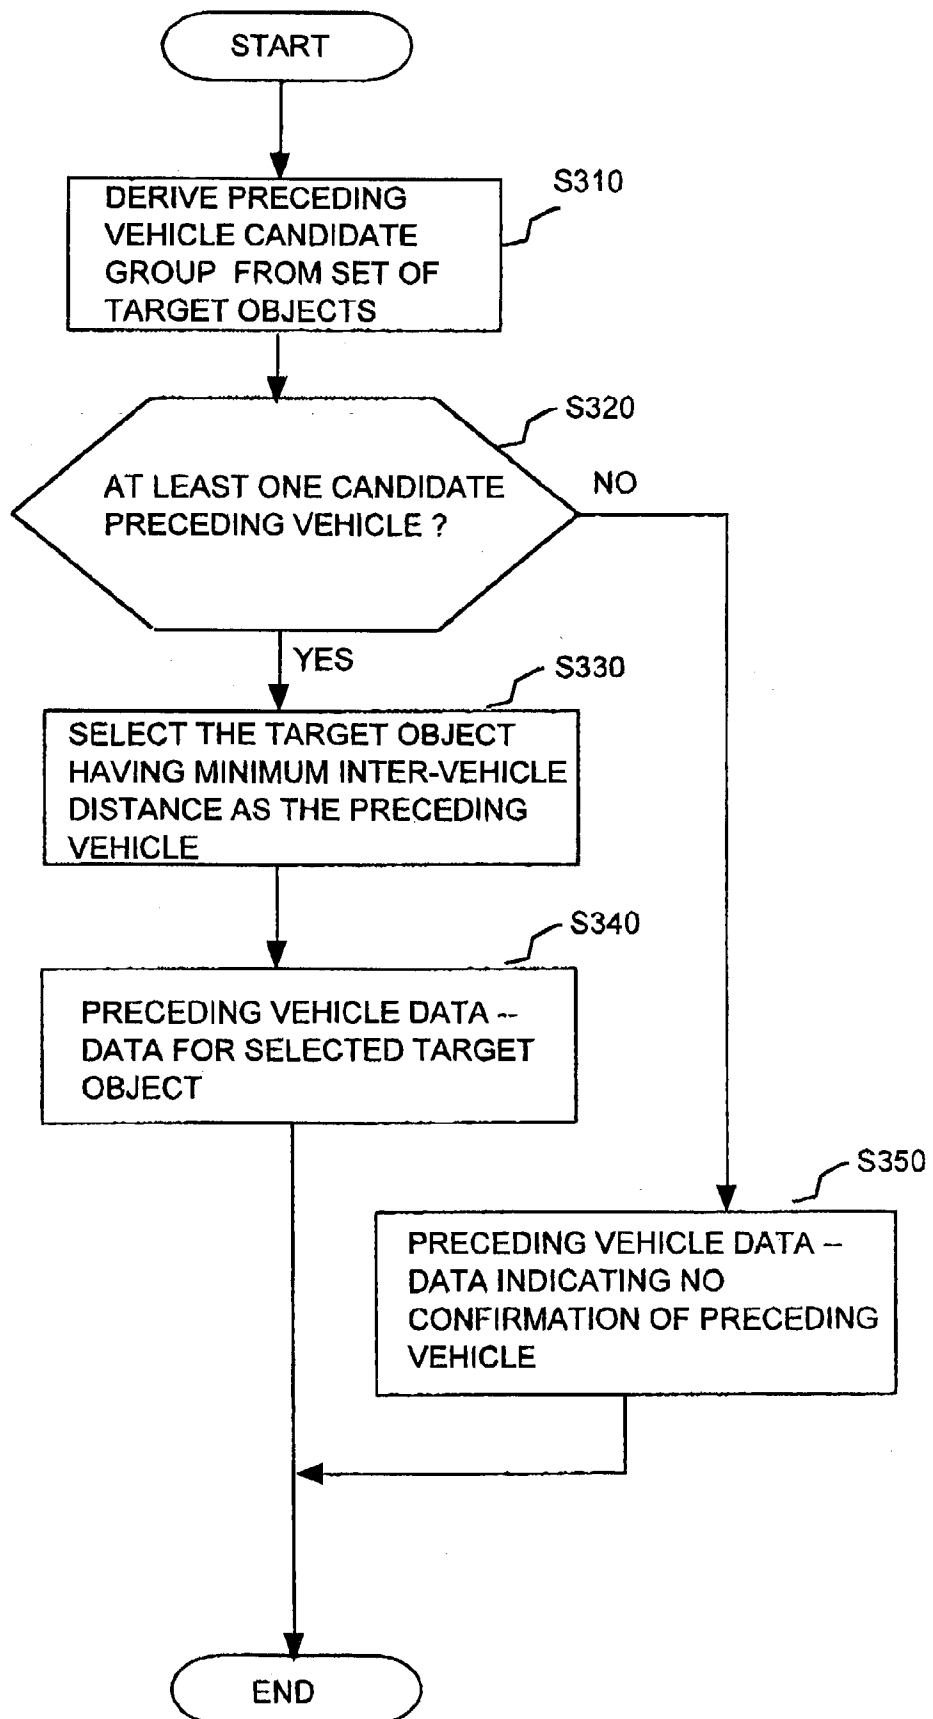 START
S310
DERIVE PRECEDING
VEHICLE CANDIDATE
GROUP FROM SET OF
TARGET OBJECTS
S320
AT LEAST ONE CANDIDATE
PRECEDING VEHICLE ?
NO
YES
S330
SELECT THE TARGET OBJECT
HAVING MINIMUM INTER-VEHICLE
DISTANCE AS THE PRECEDING
VEHICLE
S340
PRECEDING VEHICLE DATA --
DATA FOR SELECTED TARGET
OBJECT
S350
PRECEDING VEHICLE DATA --
DATA INDICATING NO
CONFIRMATION OF PRECEDING
VEHICLE
END